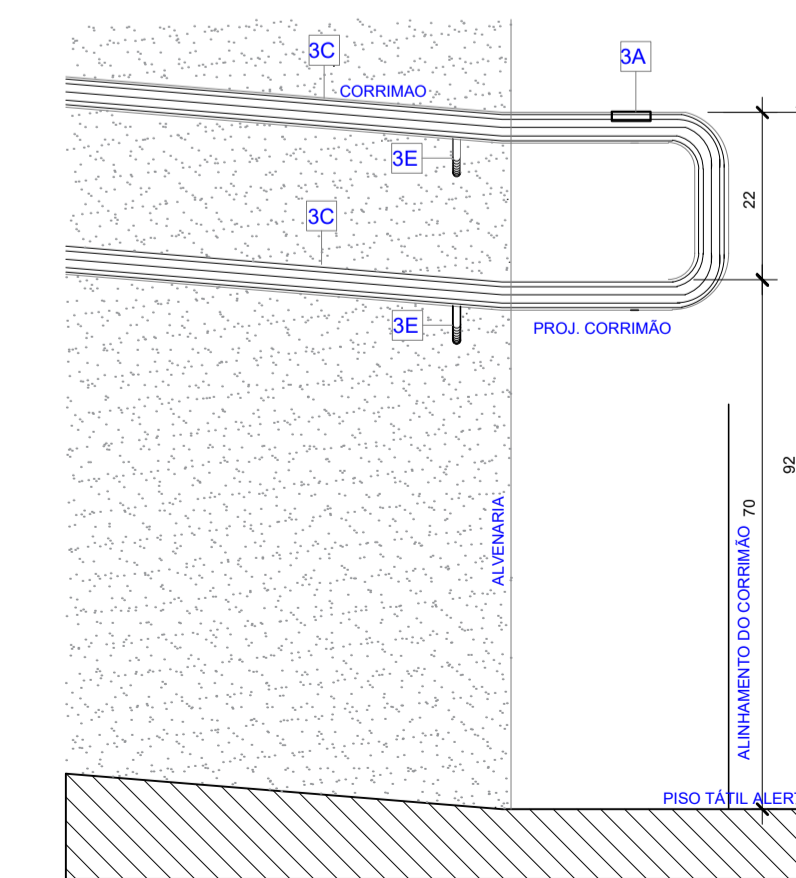 3C
3A
CORRIMAO
3E
22
3C
3E
PROJ. CORRIMÃO
92
ALVENARIA
70
ALINHAMENTO DO CORRIMÃO
PISO TÁTIL ALER